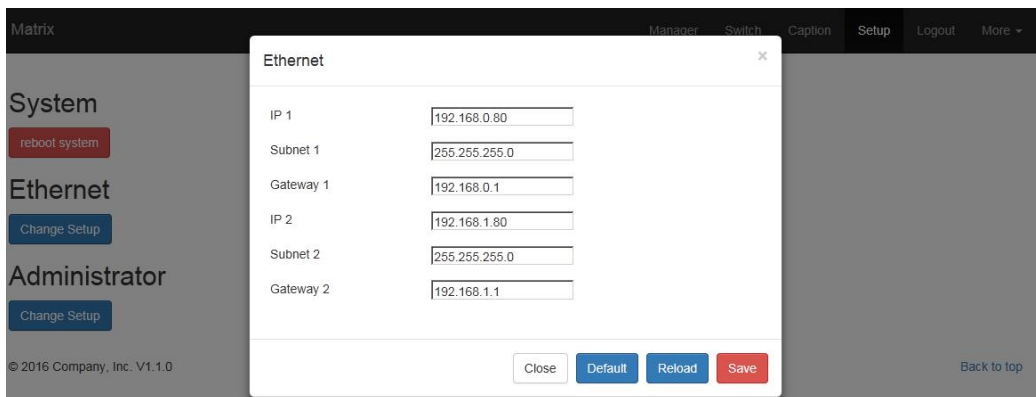 Matrix Manager Switch Caption Setup Logout More
Ethernet ×
System
reboot system
Ethernet
Change Setup
Administrator
Change Setup
IP 1 192.168.0.80
Subnet 1 255.255.255.0
Gateway 1 192.168.0.1
IP 2 192.168.1.80
Subnet 2 255.255.255.0
Gateway 2 192.168.1.1
Close Default Reload Save
© 2016 Company, Inc. V1.1.0 Back to top